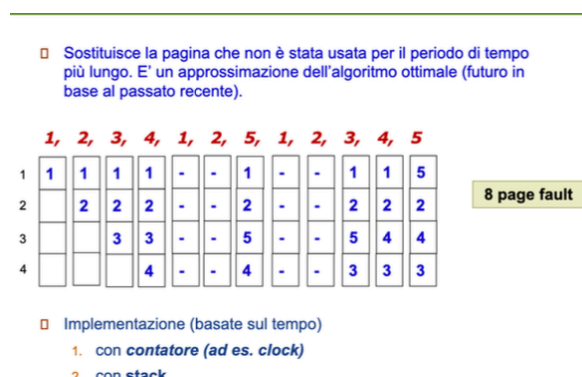 Sostituisce la pagina che non è stata usata per il periodo di tempo
più lungo. E' un approssimazione dell'algoritmo ottimale (futuro in
base al passato recente).
1, 2, 3, 4, 1, 2, 5, 1, 2, 3, 4, 5
1 1 1 1 1 - - 1 - - 1 1 5
2 2 2 2 - - 2 - - 2 2 2
8 page fault
3 3 3 - - 5 - - 5 4 4
4 4 - - 4 - - 3 3 3
Implementazione (basate sul tempo)
1. con contatore (ad es. clock)
2. con stack